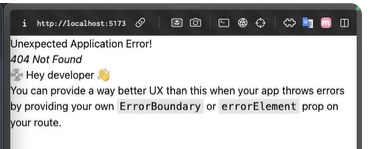 http://localhost:5173
Unexpected Application Error!
404 Not Found
💿 Hey developer 👋
You can provide a way better UX than this when your app throws errors
by providing your own ErrorBoundary or errorElement prop on
your route.